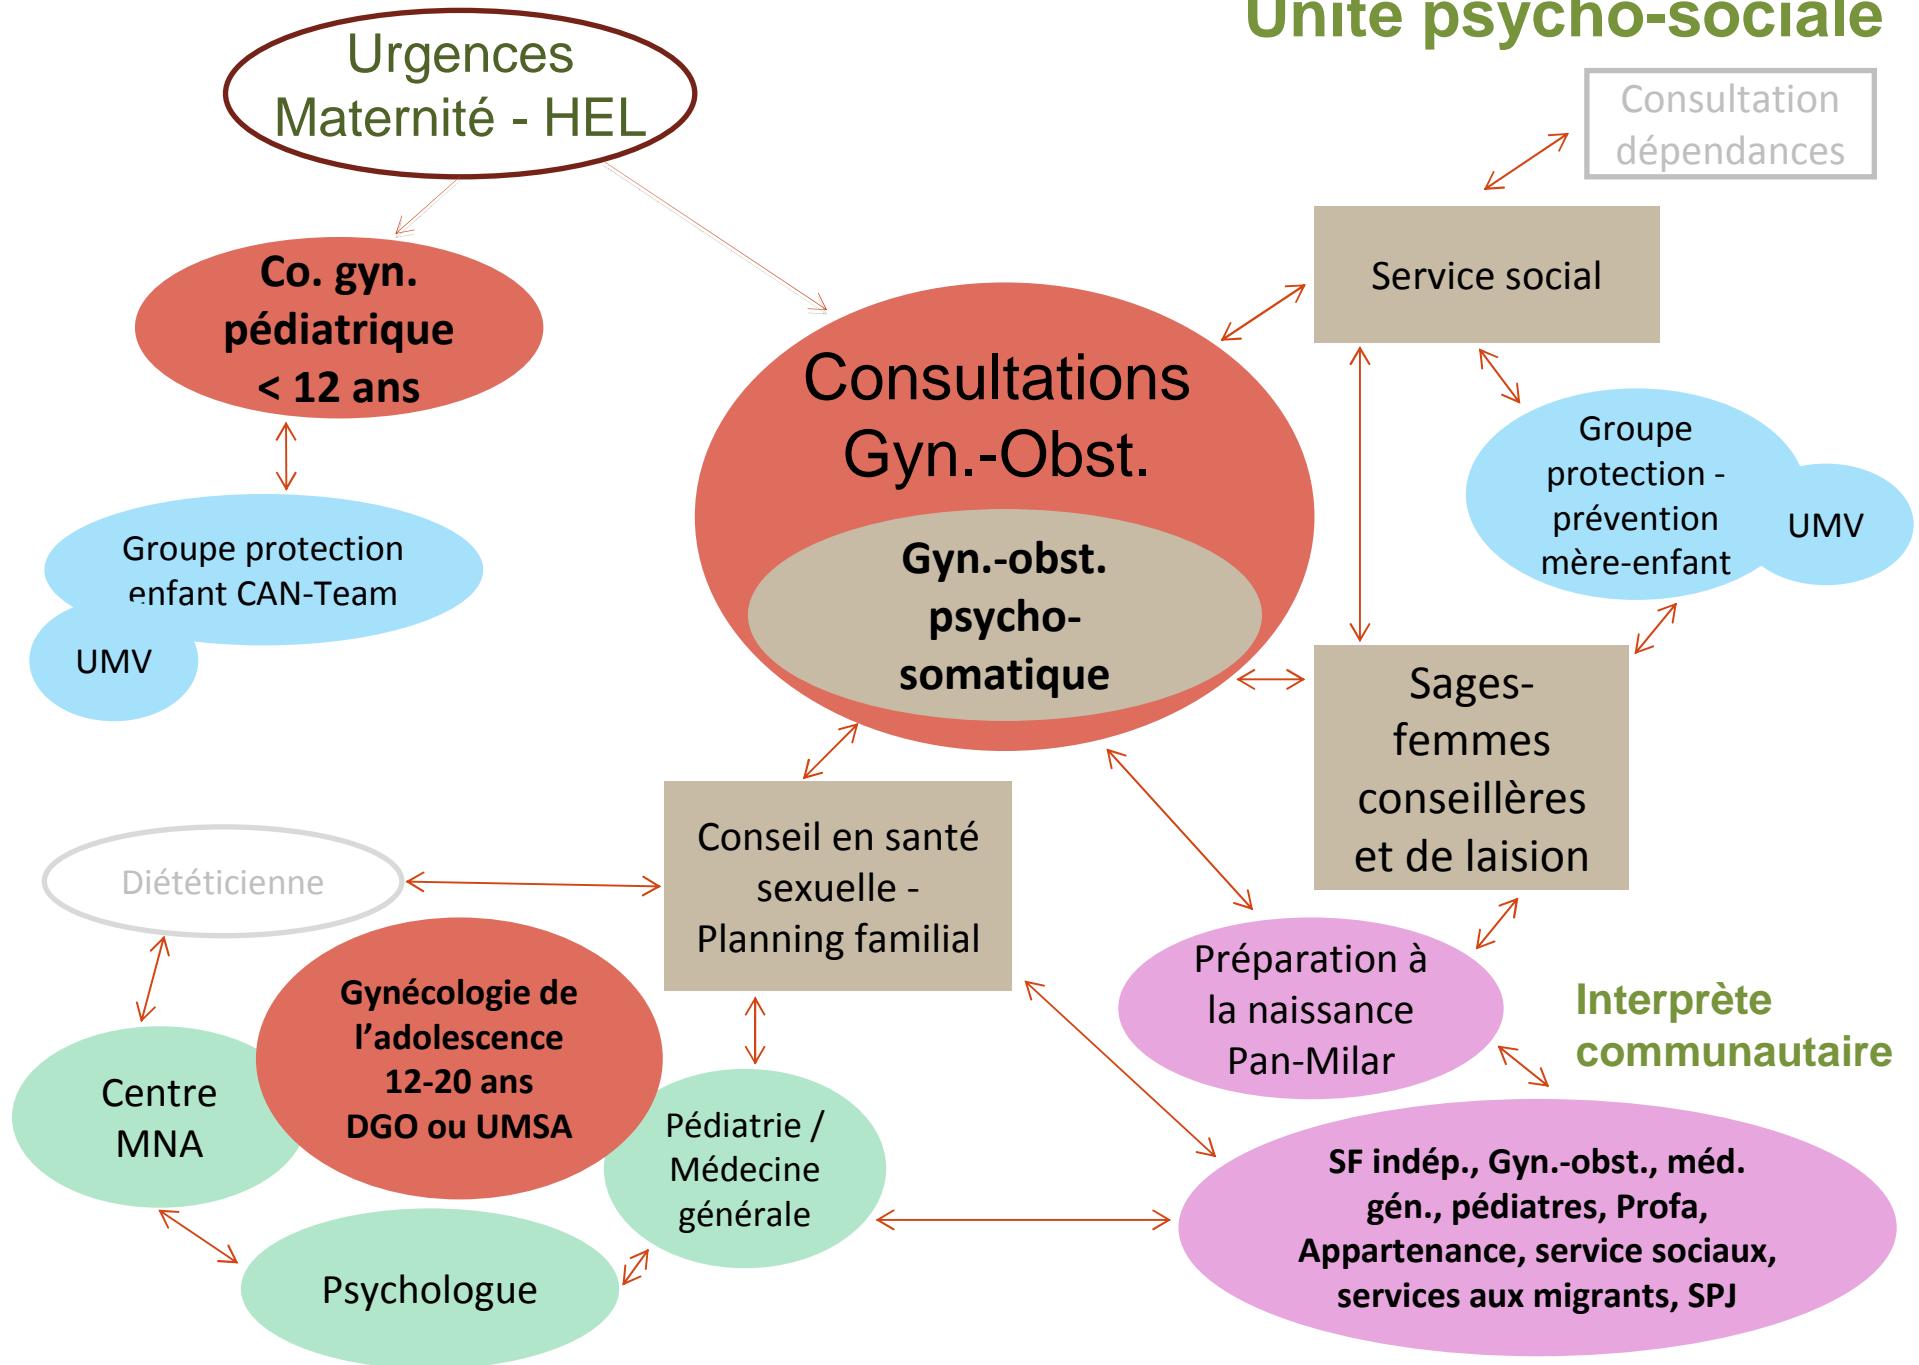 Unité psycho-sociale
Urgences
Maternité - HEL
Consultation
dépendances
Service social
Co. gyn.
pédiatrique
< 12 ans
Consultations
Gyn.-Obst.
Gyn.-obst.
psycho-
somatique
Groupe
protection -
prévention
mère-enfant
UMV
Groupe protection
enfant CAN-Team
UMV
Sages-
femmes
conseillères
et de laision
Conseil en santé
sexuelle -
Planning familial
Diététicienne
Gynécologie de
l’adolescence
12-20 ans
DGO ou UMSA
Préparation à
la naissance
Pan-Milar
Interprète
communautaire
Centre
MNA
Pédiatrie /
Médecine
générale
Psychologue
SF indép., Gyn.-obst., méd.
gén., pédiatres, Profa,
Appartenance, service sociaux,
services aux migrants, SPJ